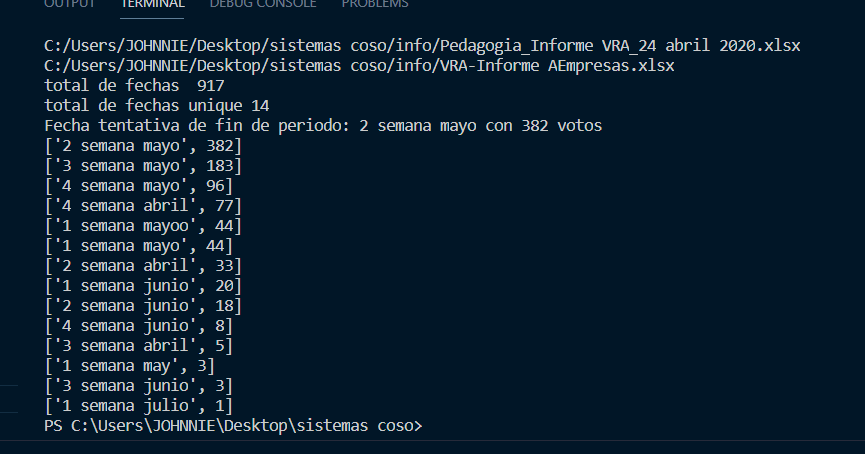 OUTPUT TERMINAL DEBUG CONSOLE PROBLEMS
C:/Users/JOHNNIE/Desktop/sistemas coso/info/Pedagogia_Informe VRA_24 abril 2020.xlsx
C:/Users/JOHNNIE/Desktop/sistemas coso/info/VRA-Informe AEmpresas.xlsx
total de fechas  917
total de fechas unique 14
Fecha tentativa de fin de periodo: 2 semana mayo con 382 votos
['2 semana mayo', 382]
['3 semana mayo', 183]
['4 semana mayo', 96]
['4 semana abril', 77]
['1 semana mayoo', 44]
['1 semana mayo', 44]
['2 semana abril', 33]
['1 semana junio', 20]
['2 semana junio', 18]
['4 semana junio', 8]
['3 semana abril', 5]
['1 semana may', 3]
['3 semana junio', 3]
['1 semana julio', 1]
PS C:\Users\JOHNNIE\Desktop\sistemas coso>